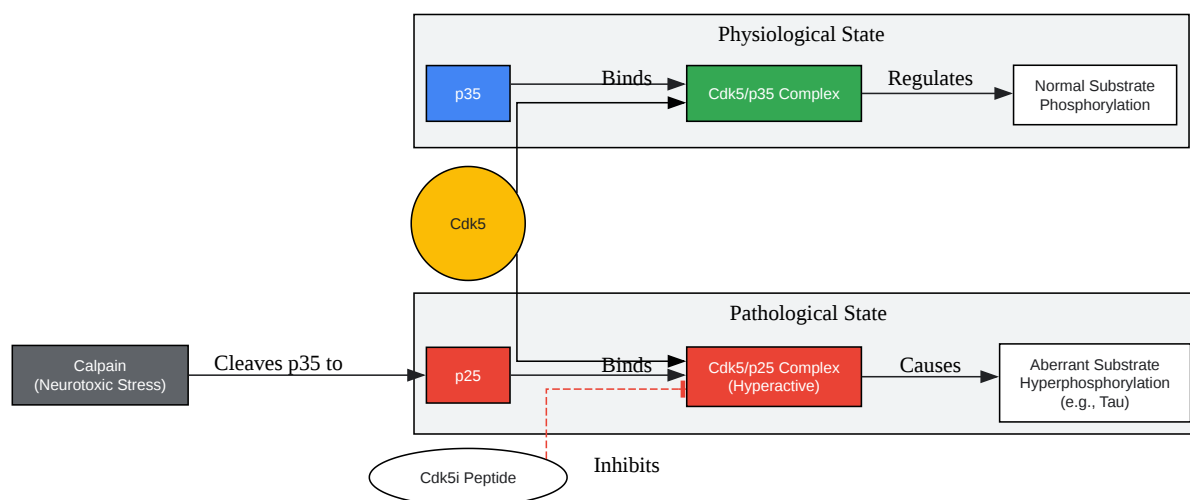 Physiological State
p35
Binds
Cdk5/p35 Complex
Regulates
Normal Substrate
Phosphorylation
Cdk5
Pathological State
Calpain
(Neurotoxic Stress)
Cleaves p35 to
p25
Binds
Cdk5/p25 Complex
(Hyperactive)
Causes
Aberrant Substrate
Hyperphosphorylation
(e.g., Tau)
Cdk5i Peptide
Inhibits